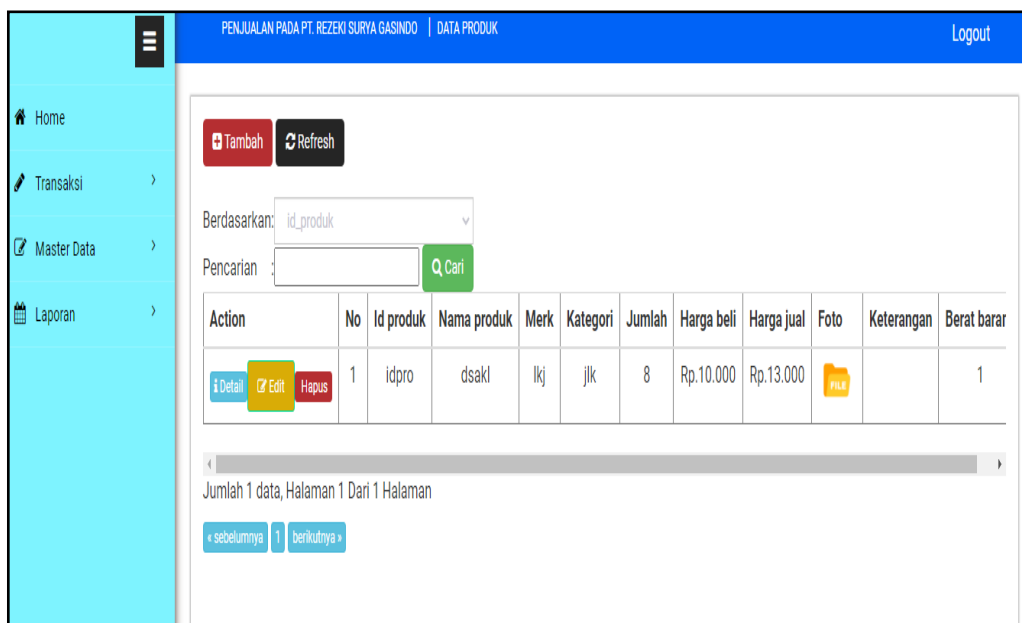 PENJUALAN PADA PT. REZEKI SURYA GASINDO | DATA PRODUK
Logout
Home
Transaksi
Master Data
Laporan
Tambah Refresh
Berdasarkan: id_produk
Pencarian : Cari
Action No Id produk Nama produk Merk Kategori Jumlah Harga beli Harga jual Foto Keterangan Berat barar
Detail Edit Hapus 1 idpro dsakl lkj jlk 8 Rp.10.000 Rp.13.000 FILE 1
Jumlah 1 data, Halaman 1 Dari 1 Halaman
« sebelumnya 1 berikutnya »